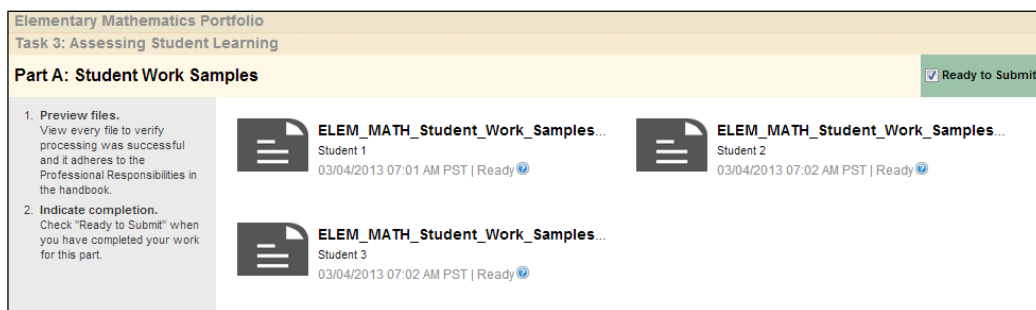 Elementary Mathematics Portfolio
Task 3: Assessing Student Learning
Part A: Student Work Samples
Ready to Submit
1. Preview files.
View every file to verify
processing was successful
and it adheres to the
Professional Responsibilities in
the handbook.
2. Indicate completion.
Check "Ready to Submit" when
you have completed your work
for this part.
ELEM_MATH_Student_Work_Samples...
Student 1
03/04/2013 07:01 AM PST | Ready
ELEM_MATH_Student_Work_Samples...
Student 2
03/04/2013 07:02 AM PST | Ready
ELEM_MATH_Student_Work_Samples...
Student 3
03/04/2013 07:02 AM PST | Ready